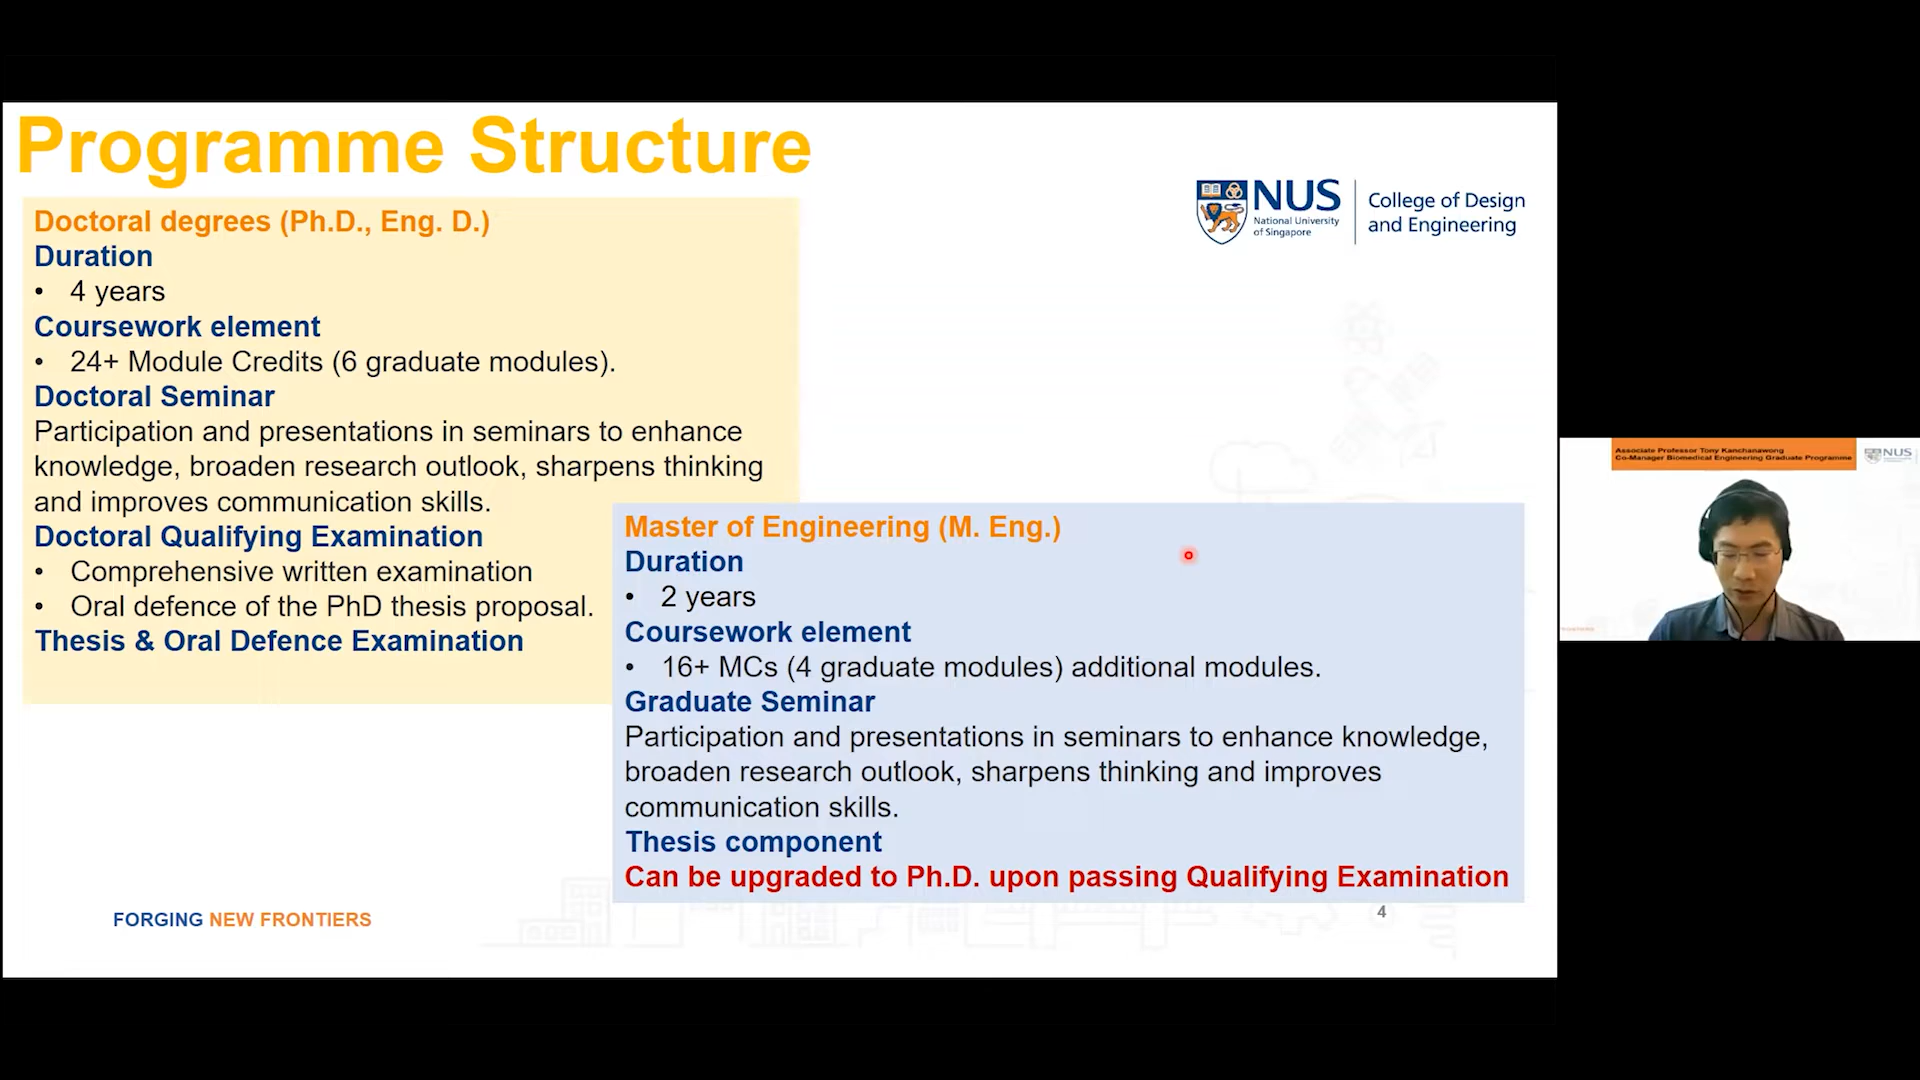 Programme Structure
NUS
National University
of Singapore
College of Design
and Engineering
Doctoral degrees (Ph.D., Eng. D.)
Duration
• 4 years
Coursework element
• 24+ Module Credits (6 graduate modules).
Doctoral Seminar
Participation and presentations in seminars to enhance
knowledge, broaden research outlook, sharpens thinking
and improves communication skills.
Doctoral Qualifying Examination
• Comprehensive written examination
• Oral defence of the PhD thesis proposal.
Thesis & Oral Defence Examination
Master of Engineering (M. Eng.)
Duration
• 2 years
Coursework element
• 16+ MCs (4 graduate modules) additional modules.
Graduate Seminar
Participation and presentations in seminars to enhance knowledge,
broaden research outlook, sharpens thinking and improves
communication skills.
Thesis component
Can be upgraded to Ph.D. upon passing Qualifying Examination
FORGING NEW FRONTIERS
4
Associate Professor Tony Kanchanawong
Co-Manager Biomedical Engineering Graduate Programme
NUS